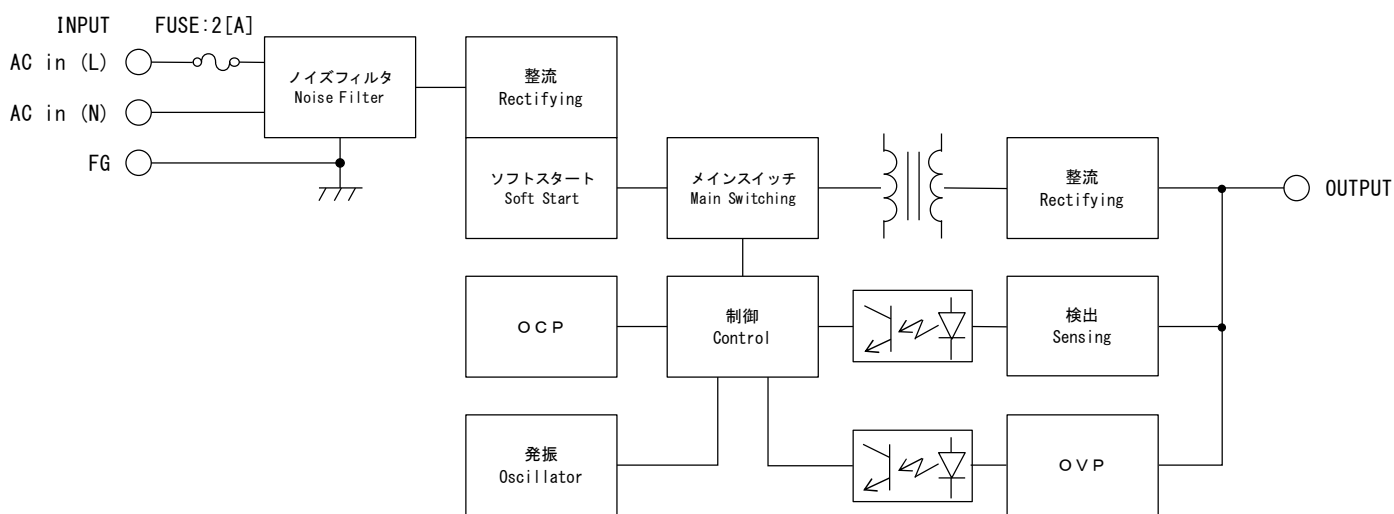 INPUT
FUSE:2[A]
AC in (L)
AC in (N)
FG
ノイズフィルタ
Noise Filter
整流
Rectifying
ソフトスタート
Soft Start
メインスイッチ
Main Switching
整流
Rectifying
OUTPUT
ＯＣＰ
制御
Control
検出
Sensing
発振
Oscillator
ＯＶＰ